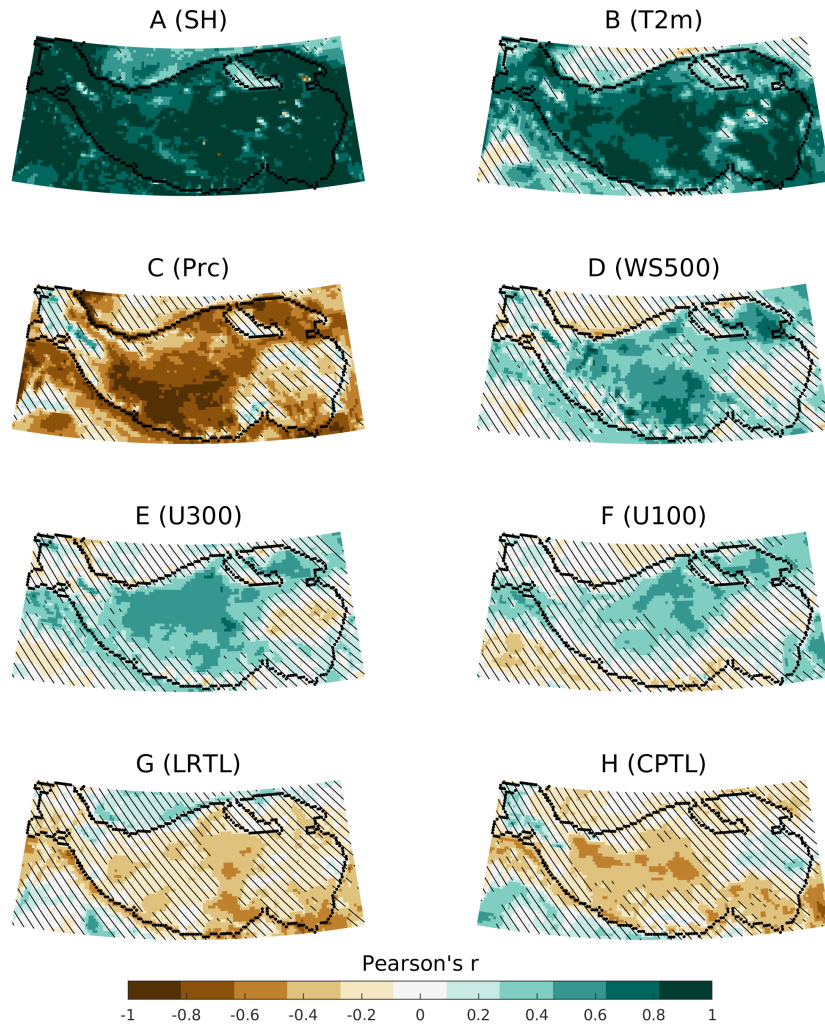 A (SH)
B (T2m)
C (Prc)
D (WS500)
E (U300)
F (U100)
G (LRTL)
H (CPTL)
Pearson's r
-1 -0.8 -0.6 -0.4 -0.2 0 0.2 0.4 0.6 0.8 1